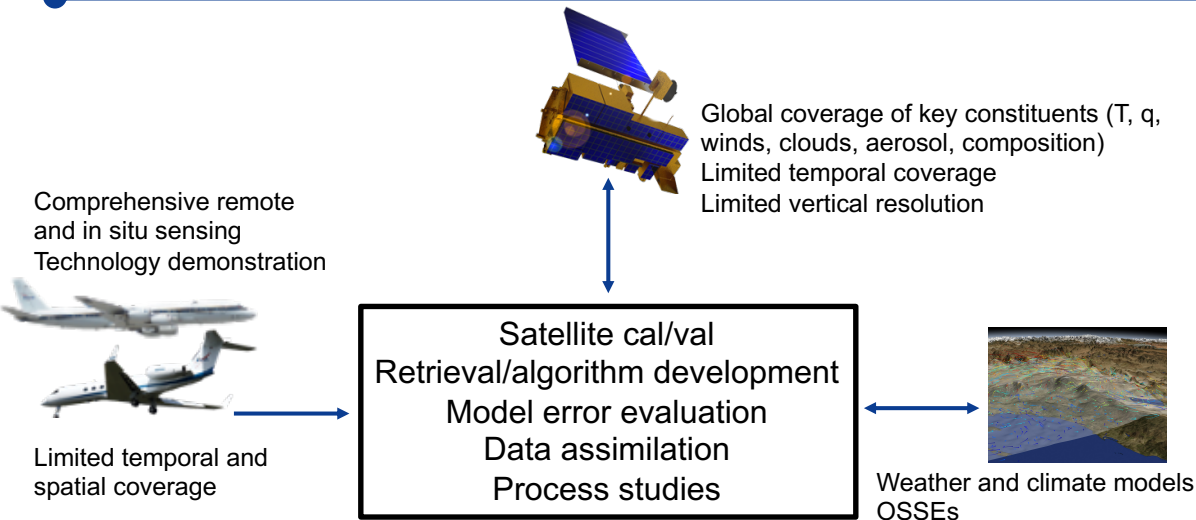 Global coverage of key constituents (T, q,
winds, clouds, aerosol, composition)
Limited temporal coverage
Limited vertical resolution
Comprehensive remote
and in situ sensing
Technology demonstration
Satellite cal/val
Retrieval/algorithm development
Model error evaluation
Data assimilation
Process studies
Limited temporal and
spatial coverage
Weather and climate models
OSSEs